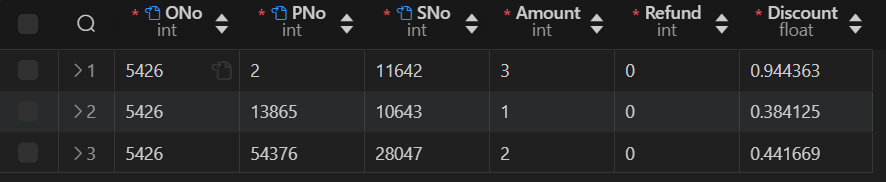 * ONo * PNo * SNo * Amount * Refund * Discount
int int int int int float
1 5426 2 11642 3 0 0.944363
2 5426 13865 10643 1 0 0.384125
3 5426 54376 28047 2 0 0.441669